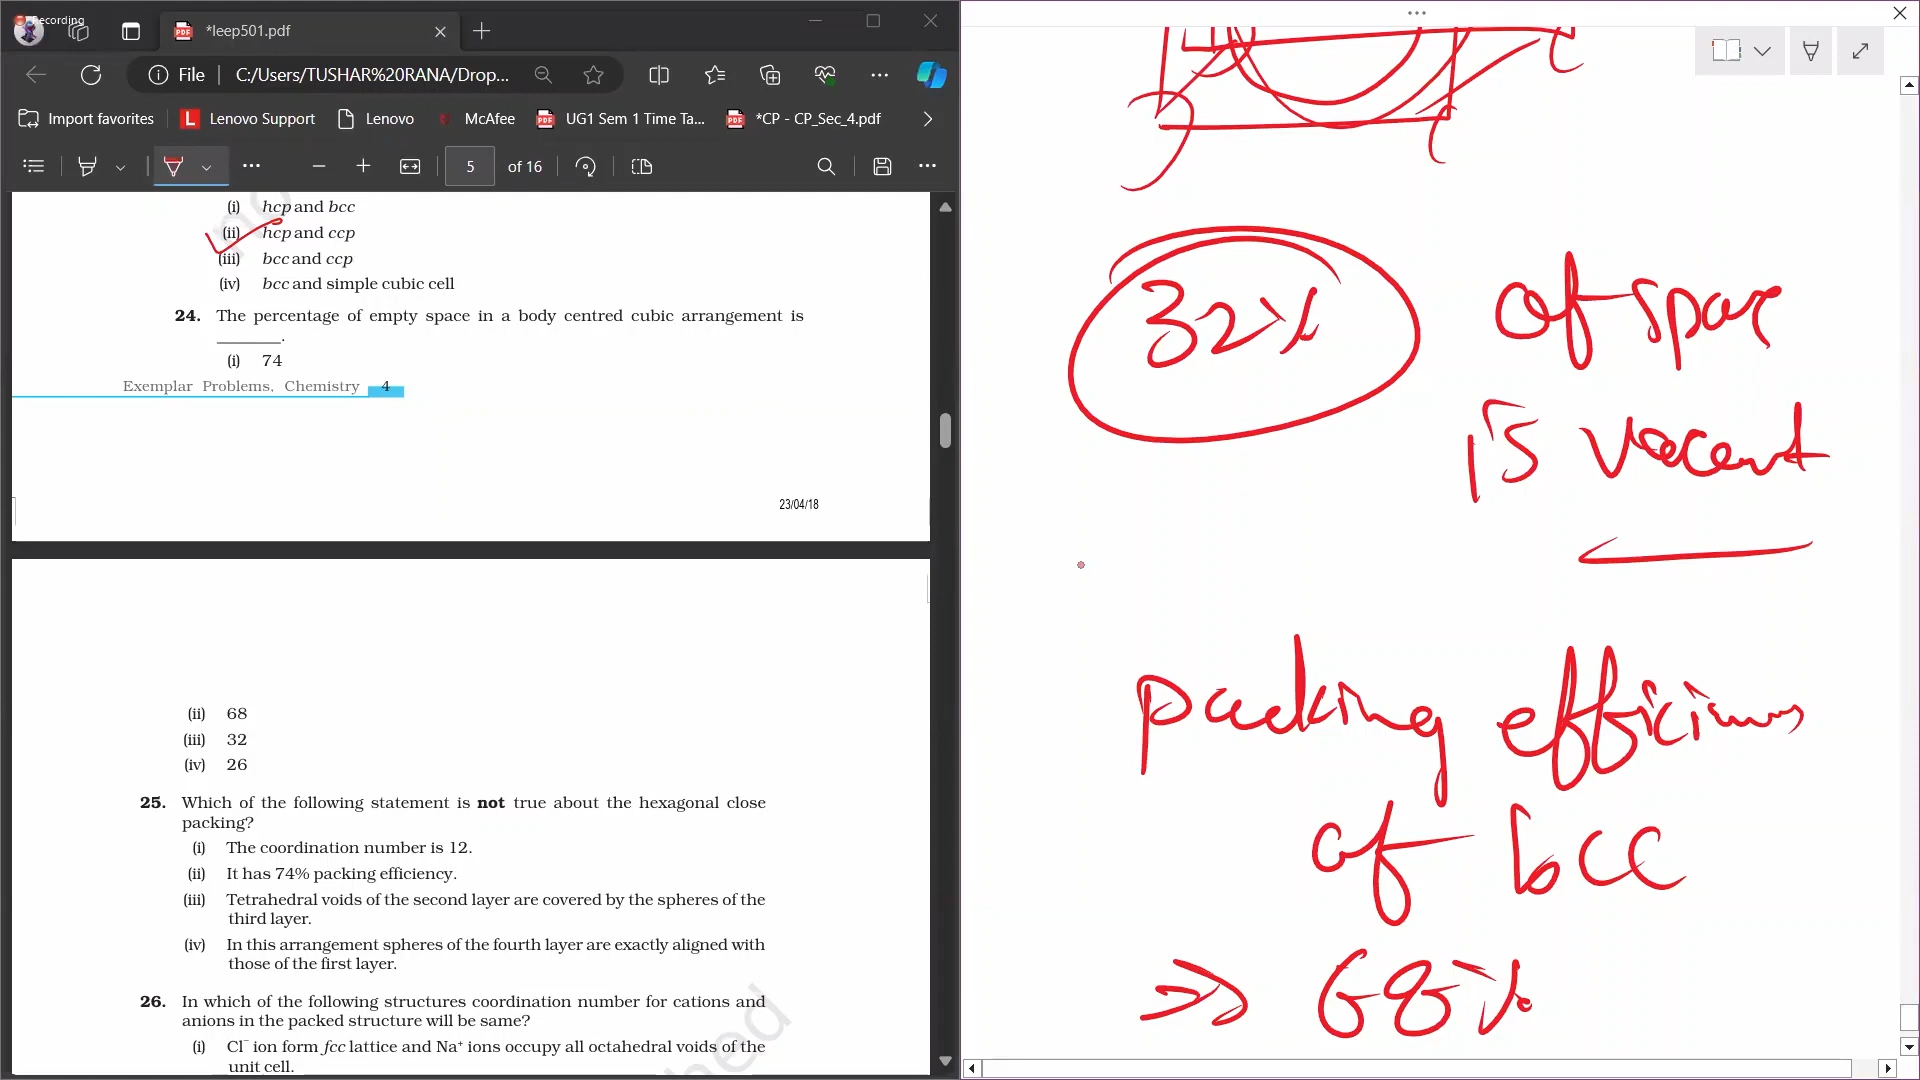 Recording
*leep501.pdf
File
C:/Users/TUSHAR%20RANA/Drop...
Import favorites
Lenovo Support
Lenovo
McAfee
UG1 Sem 1 Time Ta...
*CP - CP_Sec_4.pdf
5 of 16
(i) hcp and bcc
(ii) hcp and ccp
(iii) bcc and ccp
(iv) bcc and simple cubic cell
24. The percentage of empty space in a body centred cubic arrangement is
________.
(i) 74
Exemplar Problems, Chemistry 4
23/04/18
(ii) 68
(iii) 32
(iv) 26
25. Which of the following statement is not true about the hexagonal close
packing?
(i) The coordination number is 12.
(ii) It has 74% packing efficiency.
(iii) Tetrahedral voids of the second layer are covered by the spheres of the
third layer.
(iv) In this arrangement spheres of the fourth layer are exactly aligned with
those of the first layer.
26. In which of the following structures coordination number for cations and
anions in the packed structure will be same?
(i) Cl⁻ ion form fcc lattice and Na⁺ ions occupy all octahedral voids of the
unit cell.
32% of space
is vacent
packing
of bcc
⇒ 68%